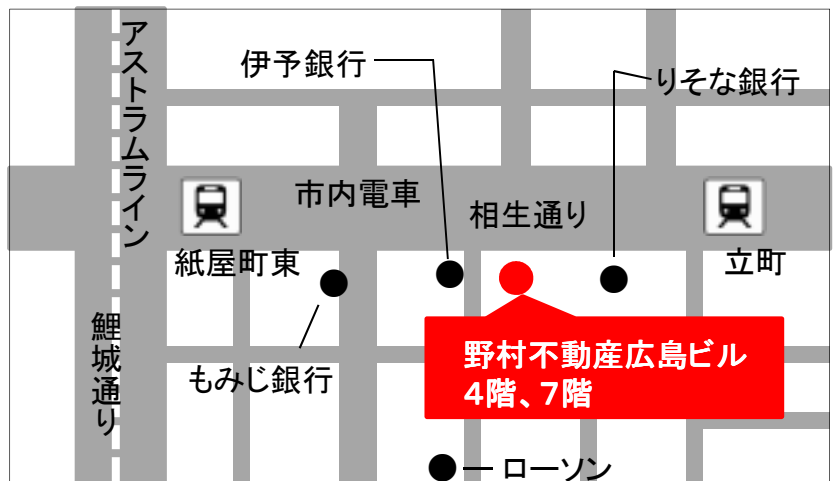 アストラムライン
伊予銀行
りそな銀行
市内電車
相生通り
紙屋町東
立町
鯉城通り
もみじ銀行
野村不動産広島ビル
4階、7階
ローソン